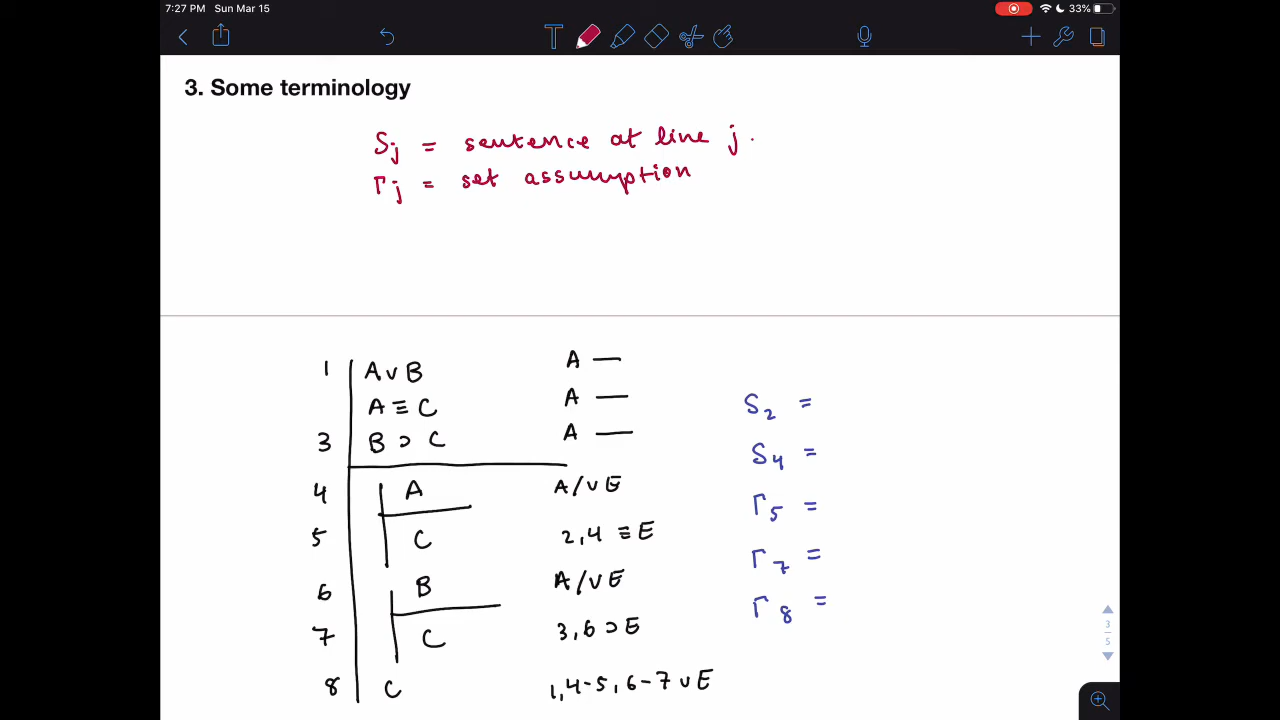 7:27 PM Sun Mar 15
33%
3. Some terminology
Sj = sentence at line j.
Γj = set assumption
1 A ∨ B A —
A ≡ C A —
3 B ⊃ C A —
4 A A/∨E
5 C 2,4 ≡E
6 B A/∨E
7 C 3,6 ⊃E
8 C 1,4-5,6-7 ∨E
S2 =
S4 =
Γ5 =
Γ7 =
Γ8 =
3
5